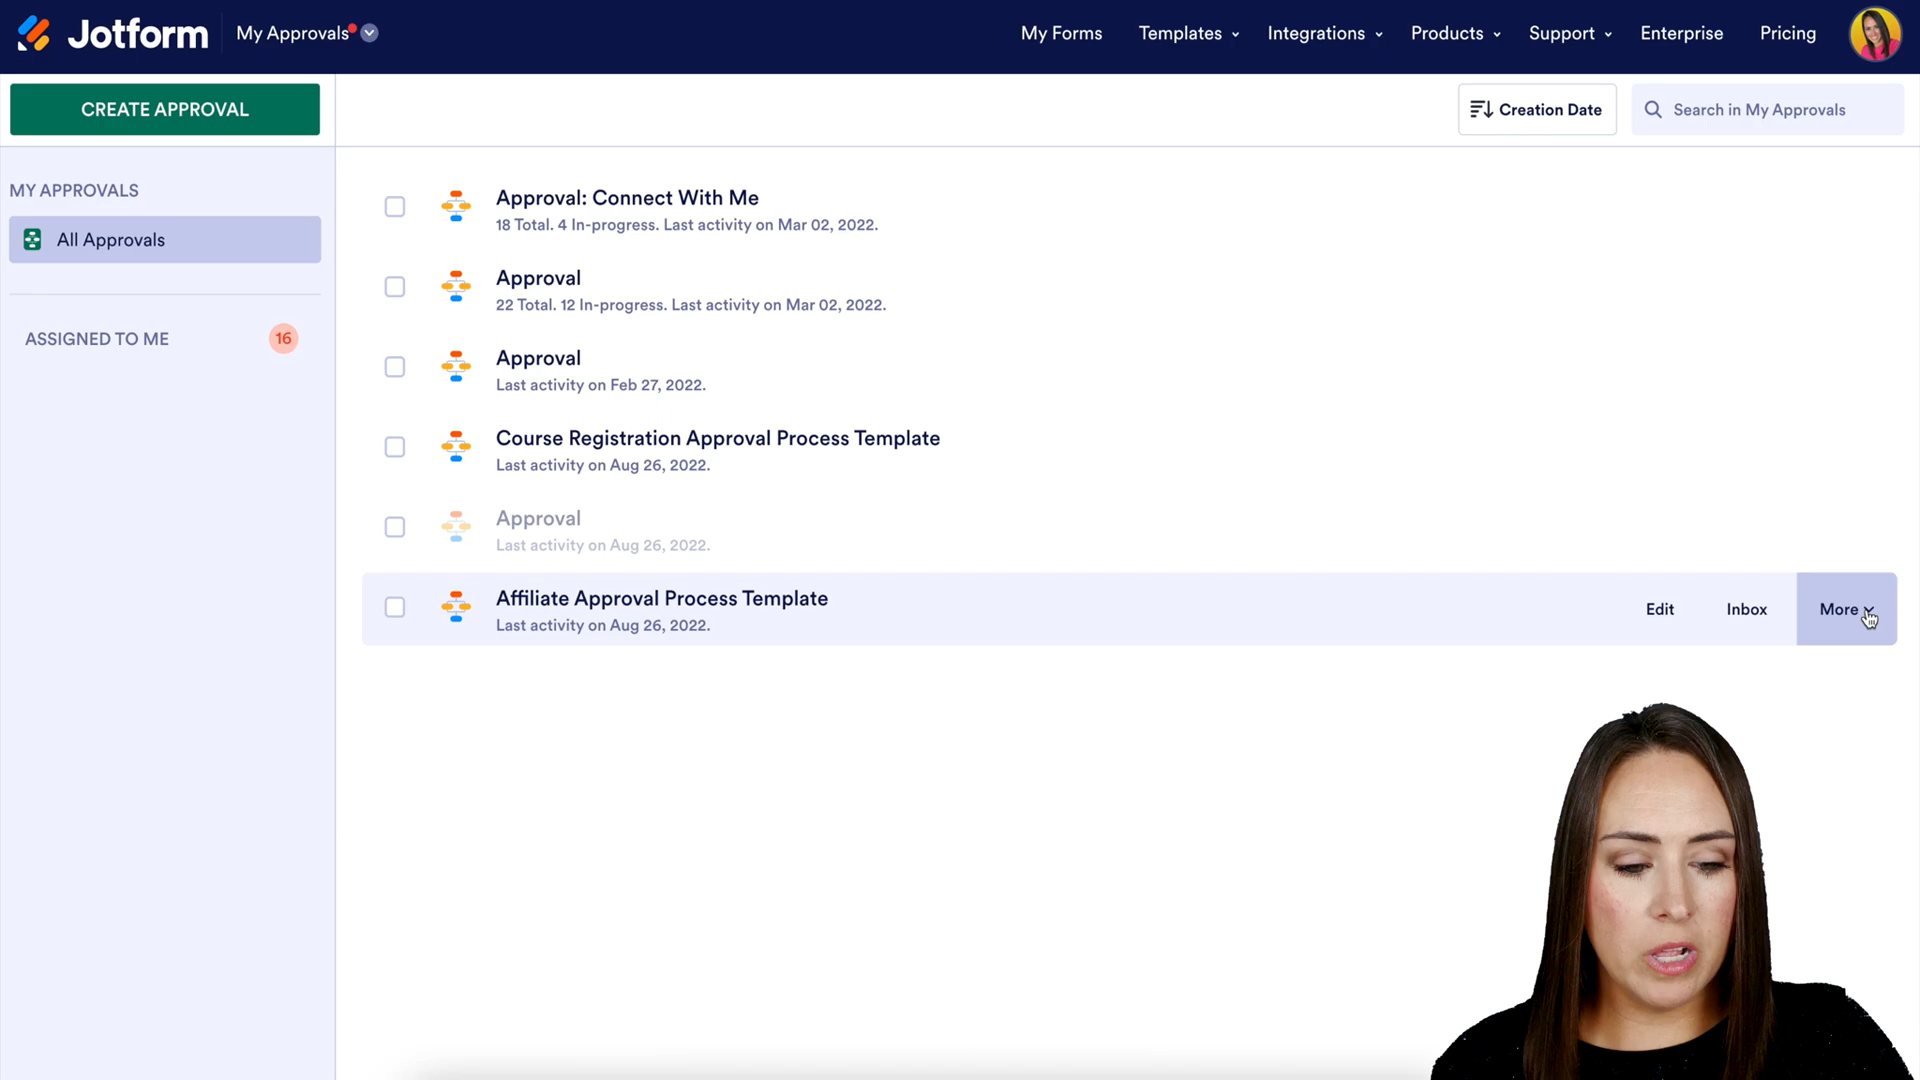 Jotform
My Approvals
My Forms
Templates
Integrations
Products
Support
Enterprise
Pricing
CREATE APPROVAL
Creation Date
Search in My Approvals
MY APPROVALS
All Approvals
ASSIGNED TO ME
16
Approval: Connect With Me
18 Total. 4 In-progress. Last activity on Mar 02, 2022.
Approval
22 Total. 12 In-progress. Last activity on Mar 02, 2022.
Approval
Last activity on Feb 27, 2022.
Course Registration Approval Process Template
Last activity on Aug 26, 2022.
Approval
Last activity on Aug 26, 2022.
Affiliate Approval Process Template
Last activity on Aug 26, 2022.
Edit
Inbox
More